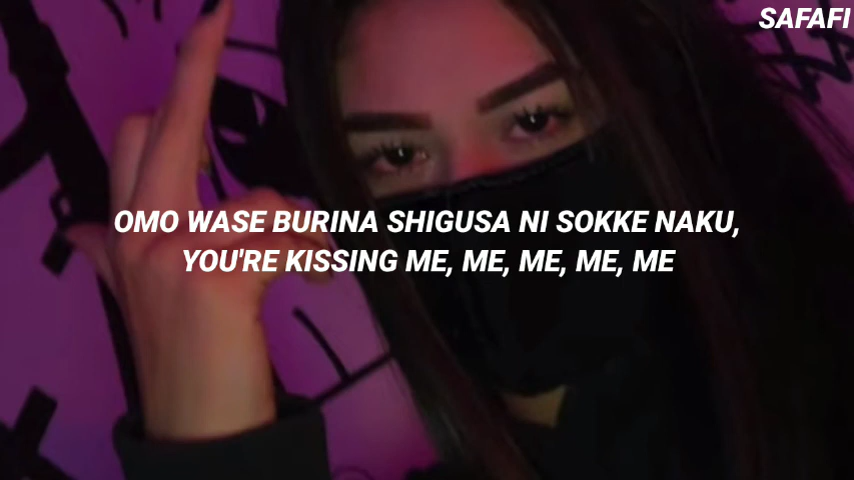 SAFAFI
OMO WASE BURINA SHIGUSA NI SOKKE NAKU,
YOU'RE KISSING ME, ME, ME, ME, ME